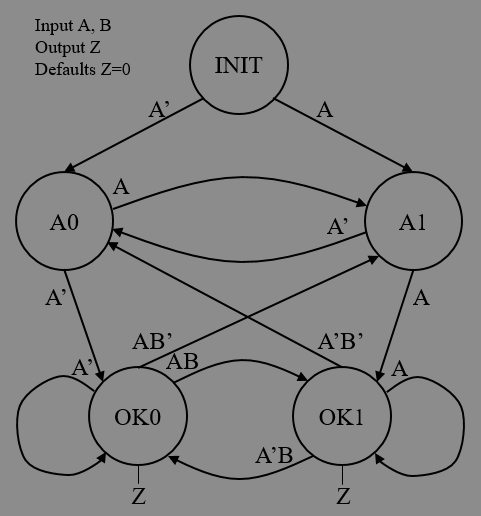 Input A, B
Output Z
Defaults Z=0
INIT
A’
A
A0
A
A’
A1
A’
A
AB’
A’B’
A’
AB
A
OK0
OK1
A’B
Z
Z